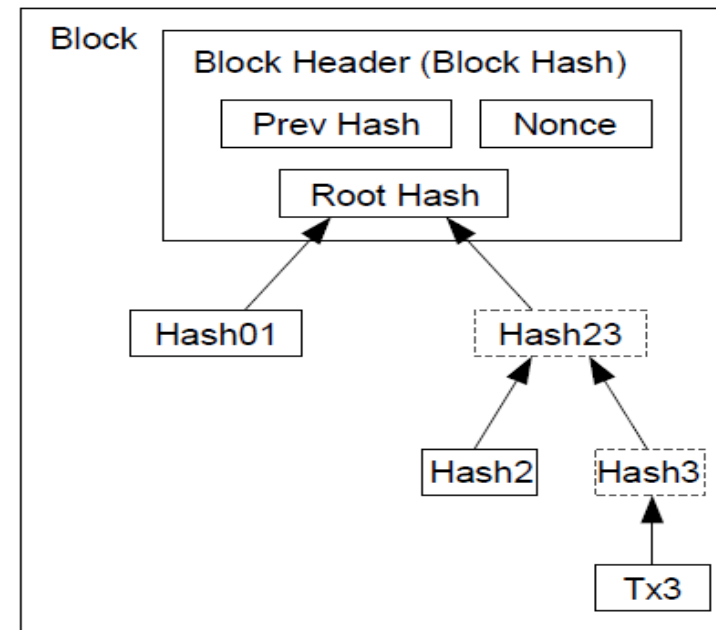 Block
Block Header (Block Hash)
Prev Hash
Nonce
Root Hash
Hash01
Hash23
Hash2
Hash3
Tx3